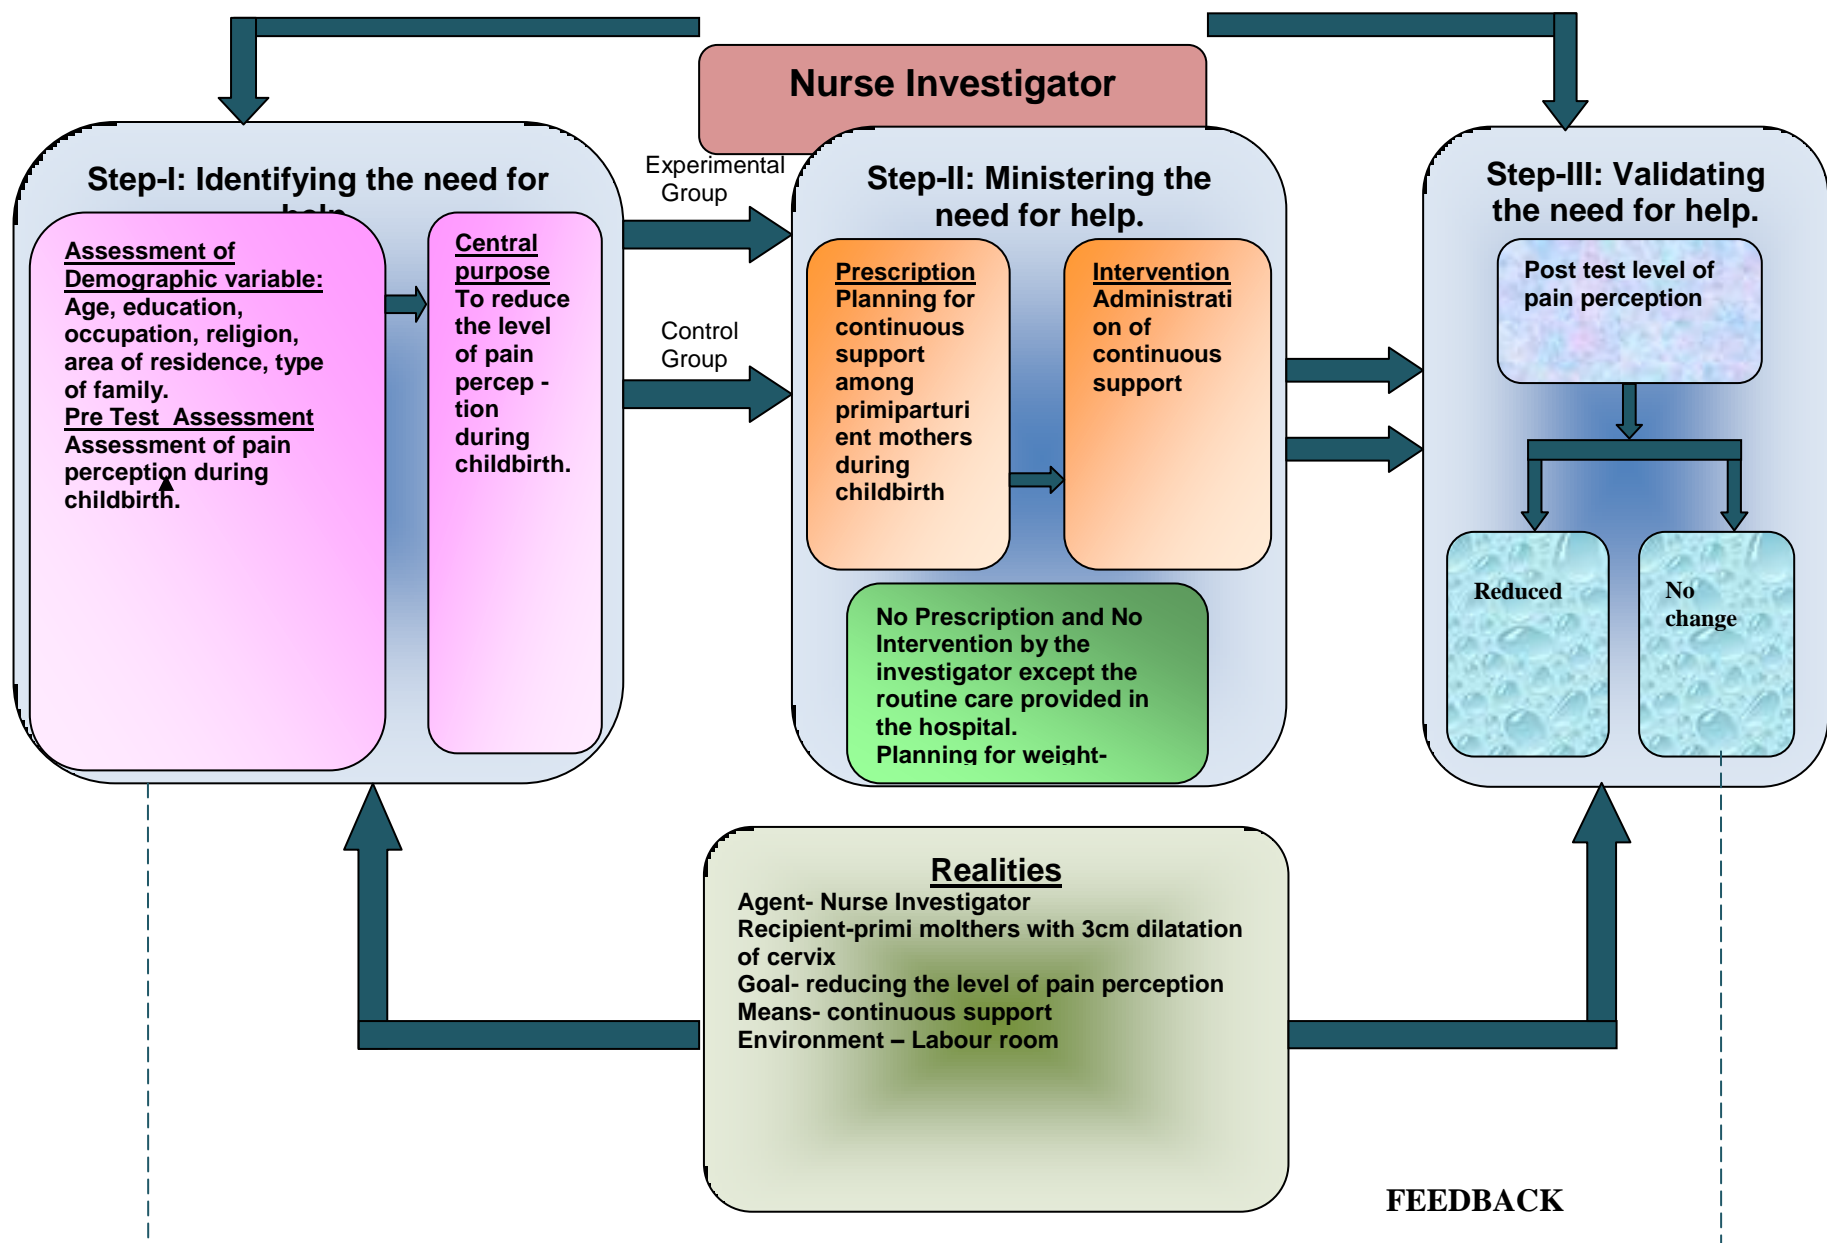 Nurse Investigator
Step-I: Identifying the need for
help.
Assessment of
Demographic variable:
Age, education,
occupation, religion,
area of residence, type
of family.
Pre Test  Assessment
Assessment of pain
perception during
childbirth.
Central
purpose
To reduce
the level
of pain
percep -
tion
during
childbirth.
Experimental
Group
Control
Group
Step-II: Ministering the
need for help.
Prescription
Planning for
continuous
support
among
primiparturi
ent mothers
during
childbirth
Intervention
Administrati
on of
continuous
support
No Prescription and No
Intervention by the
investigator except the
routine care provided in
the hospital.
Planning for weight-
Step-III: Validating
the need for help.
Post test level of
pain perception
Reduced
No
change
Realities
Agent- Nurse Investigator
Recipient-primi molthers with 3cm dilatation
of cervix
Goal- reducing the level of pain perception
Means- continuous support
Environment – Labour room
FEEDBACK